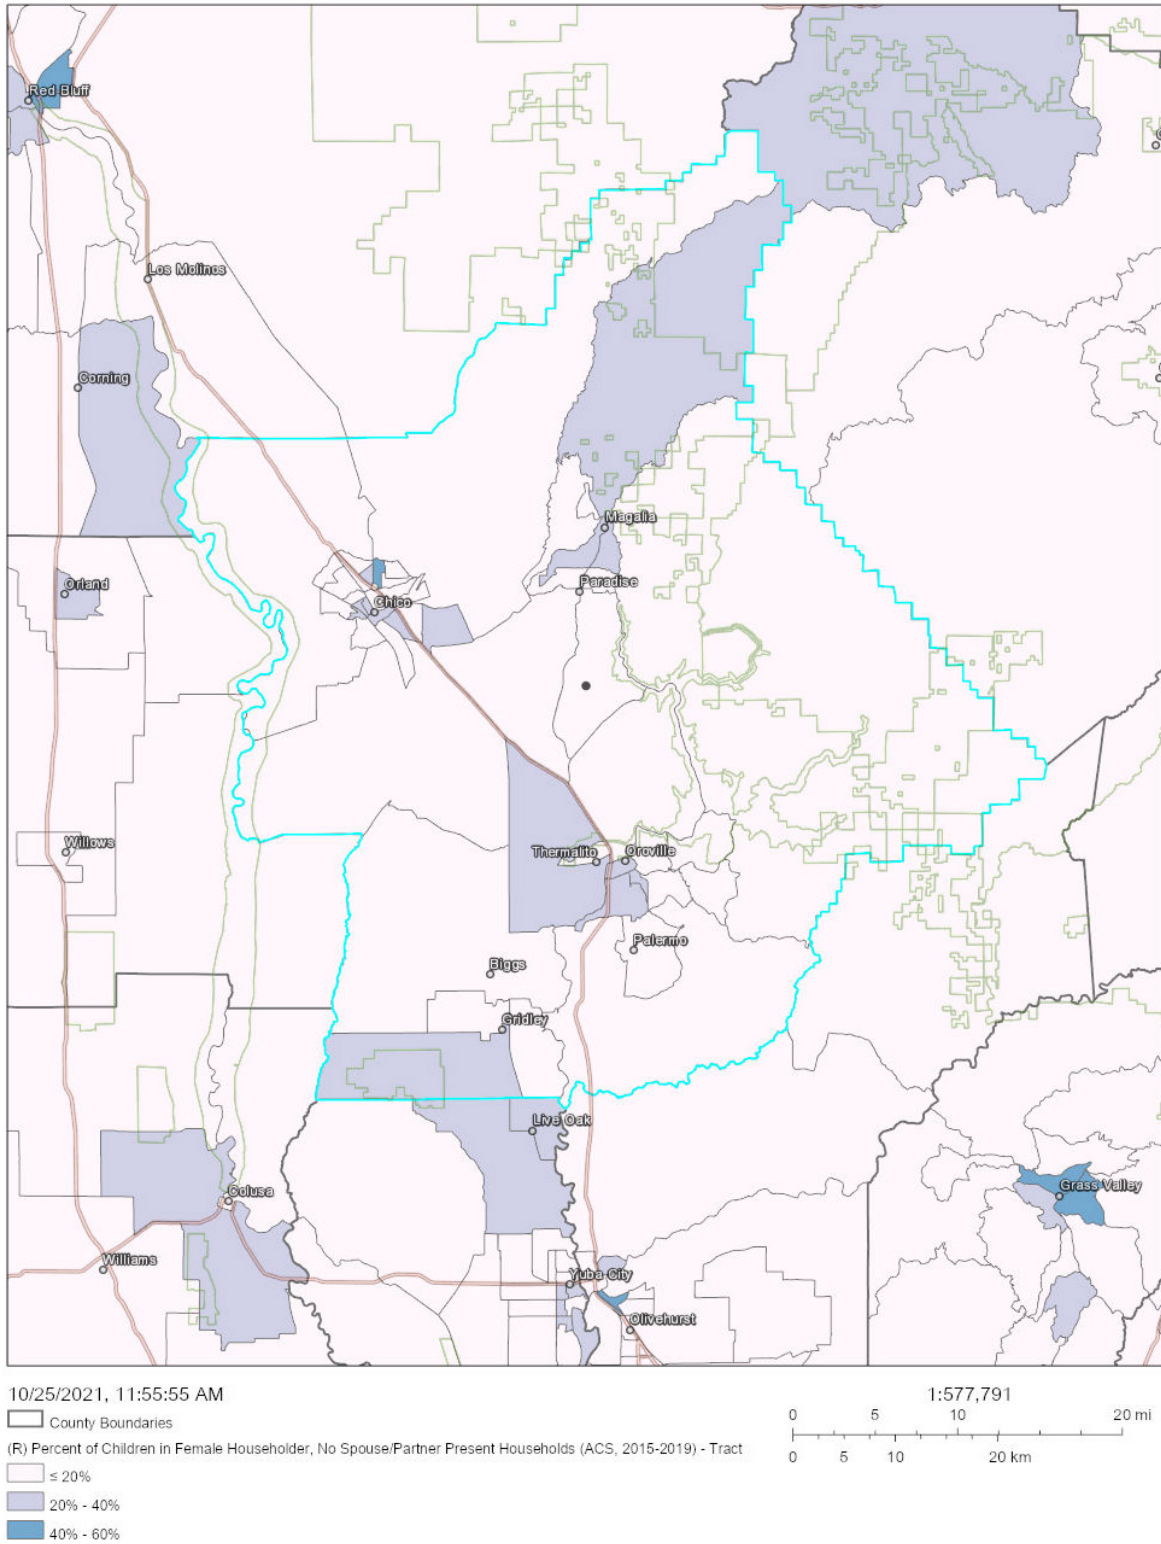 Red Bluff
Los Molinos
Corning
Magalia
Orland
Paradise
Chico
Willows
Thermalito
Oroville
Palermo
Biggs
Gridley
Live Oak
Colusa
Grass Valley
Williams
Yuba City
Olivehurst
10/25/2021, 11:55:55 AM
1:577,791
County Boundaries
0 5 10 20 mi
(R) Percent of Children in Female Householder, No Spouse/Partner Present Households (ACS, 2015-2019) - Tract
0 5 10 20 km
≤ 20%
20% - 40%
40% - 60%